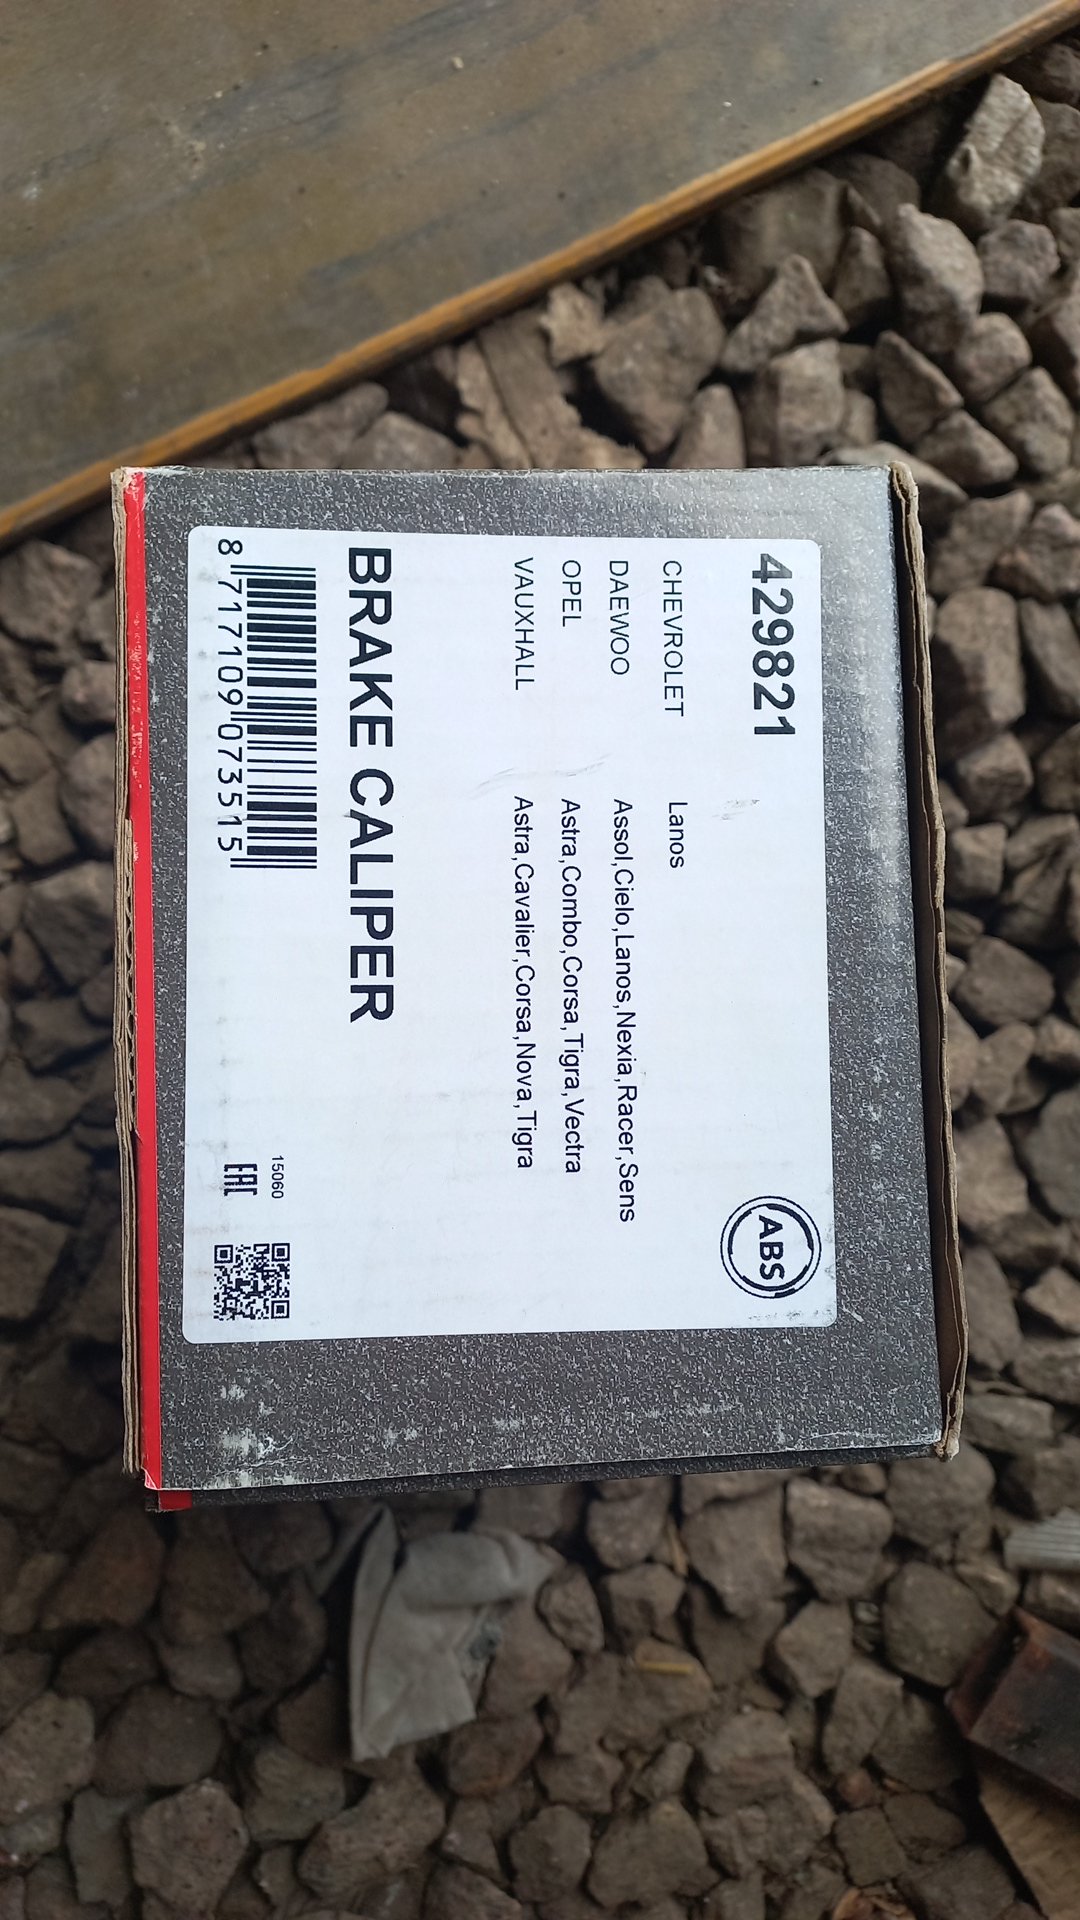 429821
ABS
CHEVROLET Lanos
DAEWOO Assol,Cielo,Lanos,Nexia,Racer,Sens
OPEL Astra,Combo,Corsa,Tigra,Vectra
VAUXHALL Astra,Cavalier,Corsa,Nova,Tigra
BRAKE CALIPER
15060
EAC
8 717109 073515